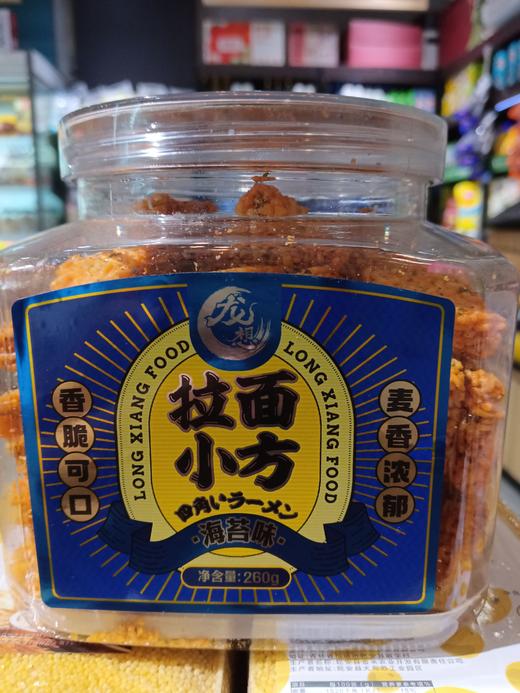 龙想
LONG XIANG FOOD
LONG XIANG FOOD
拉面
小方
四角いラーメン
·海苔味·
净含量:260g
香脆可口
麦香浓郁